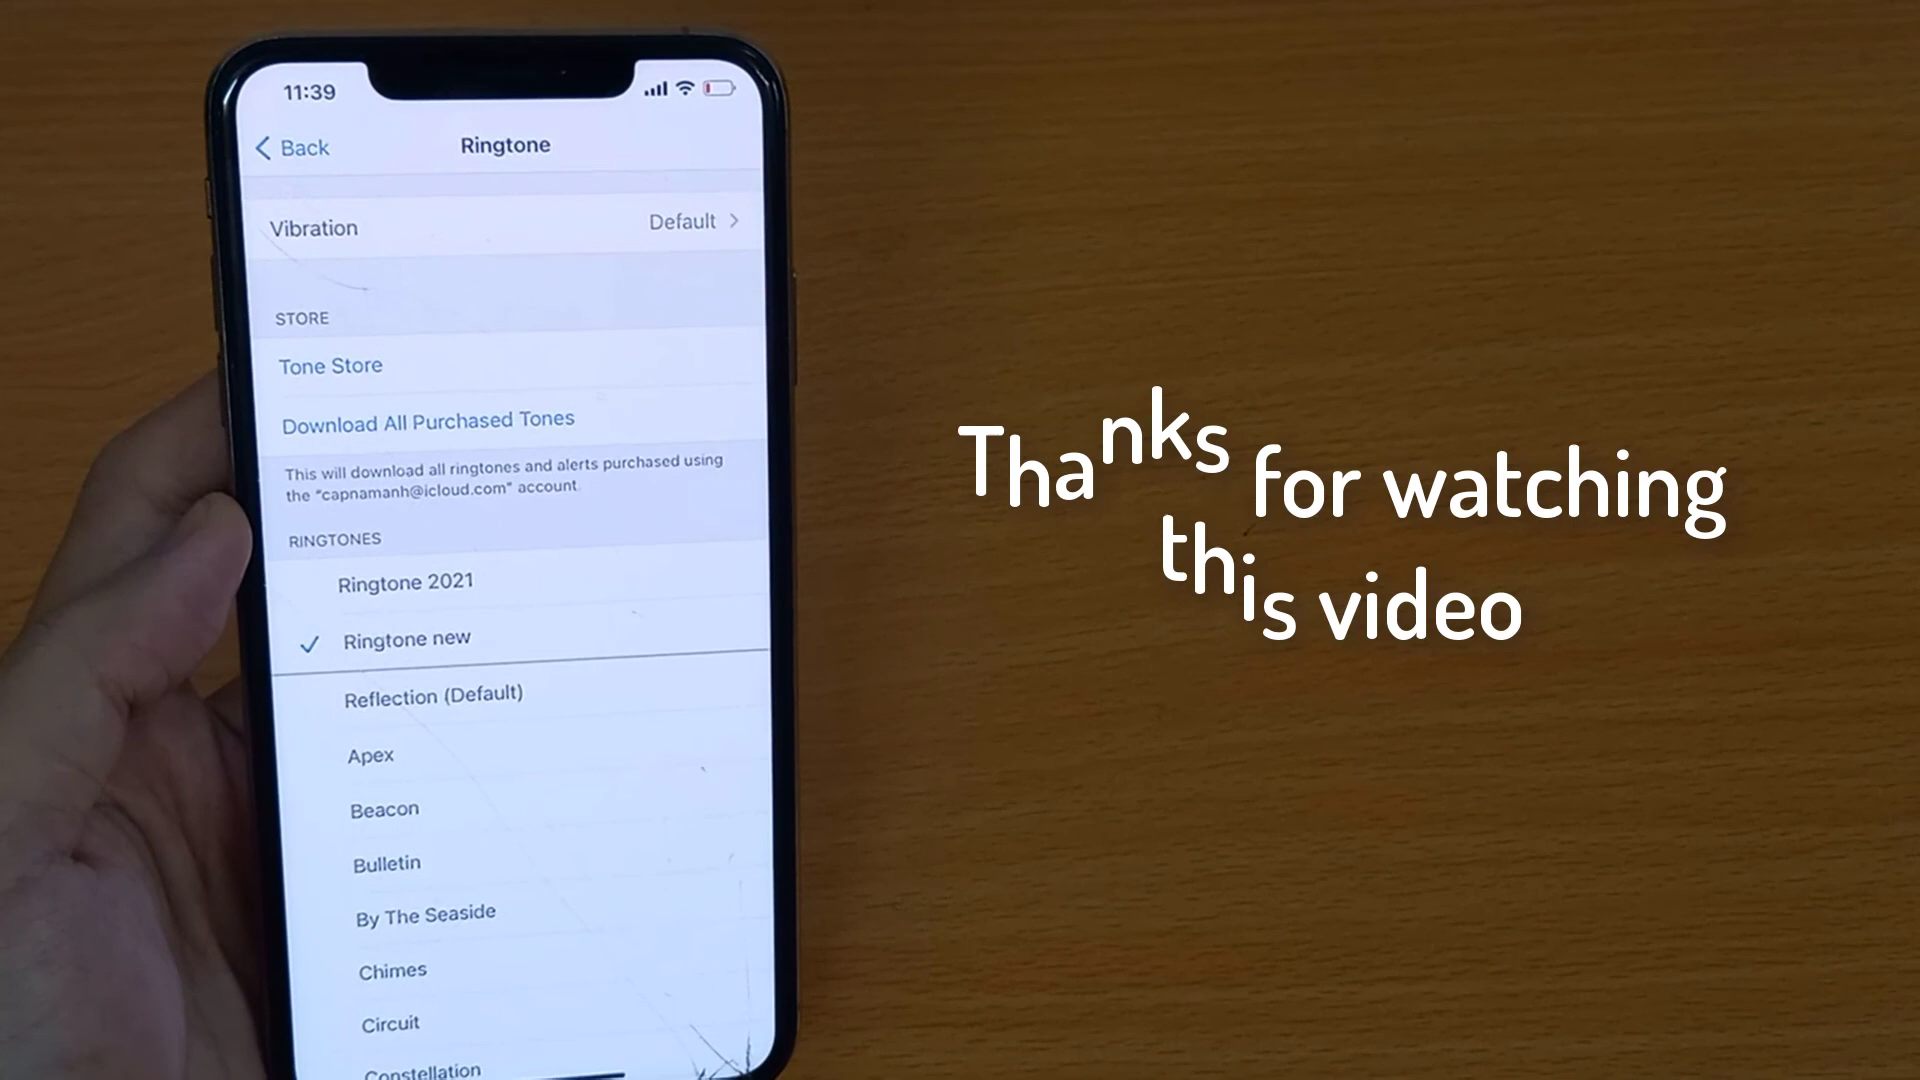 11:39
Back
Ringtone
Vibration
Default
STORE
Tone Store
Download All Purchased Tones
This will download all ringtones and alerts purchased using
the “capnamanh@icloud.com” account.
RINGTONES
Ringtone 2021
Ringtone new
Reflection (Default)
Apex
Beacon
Bulletin
By The Seaside
Chimes
Circuit
Constellation
Thanks for watching
this video